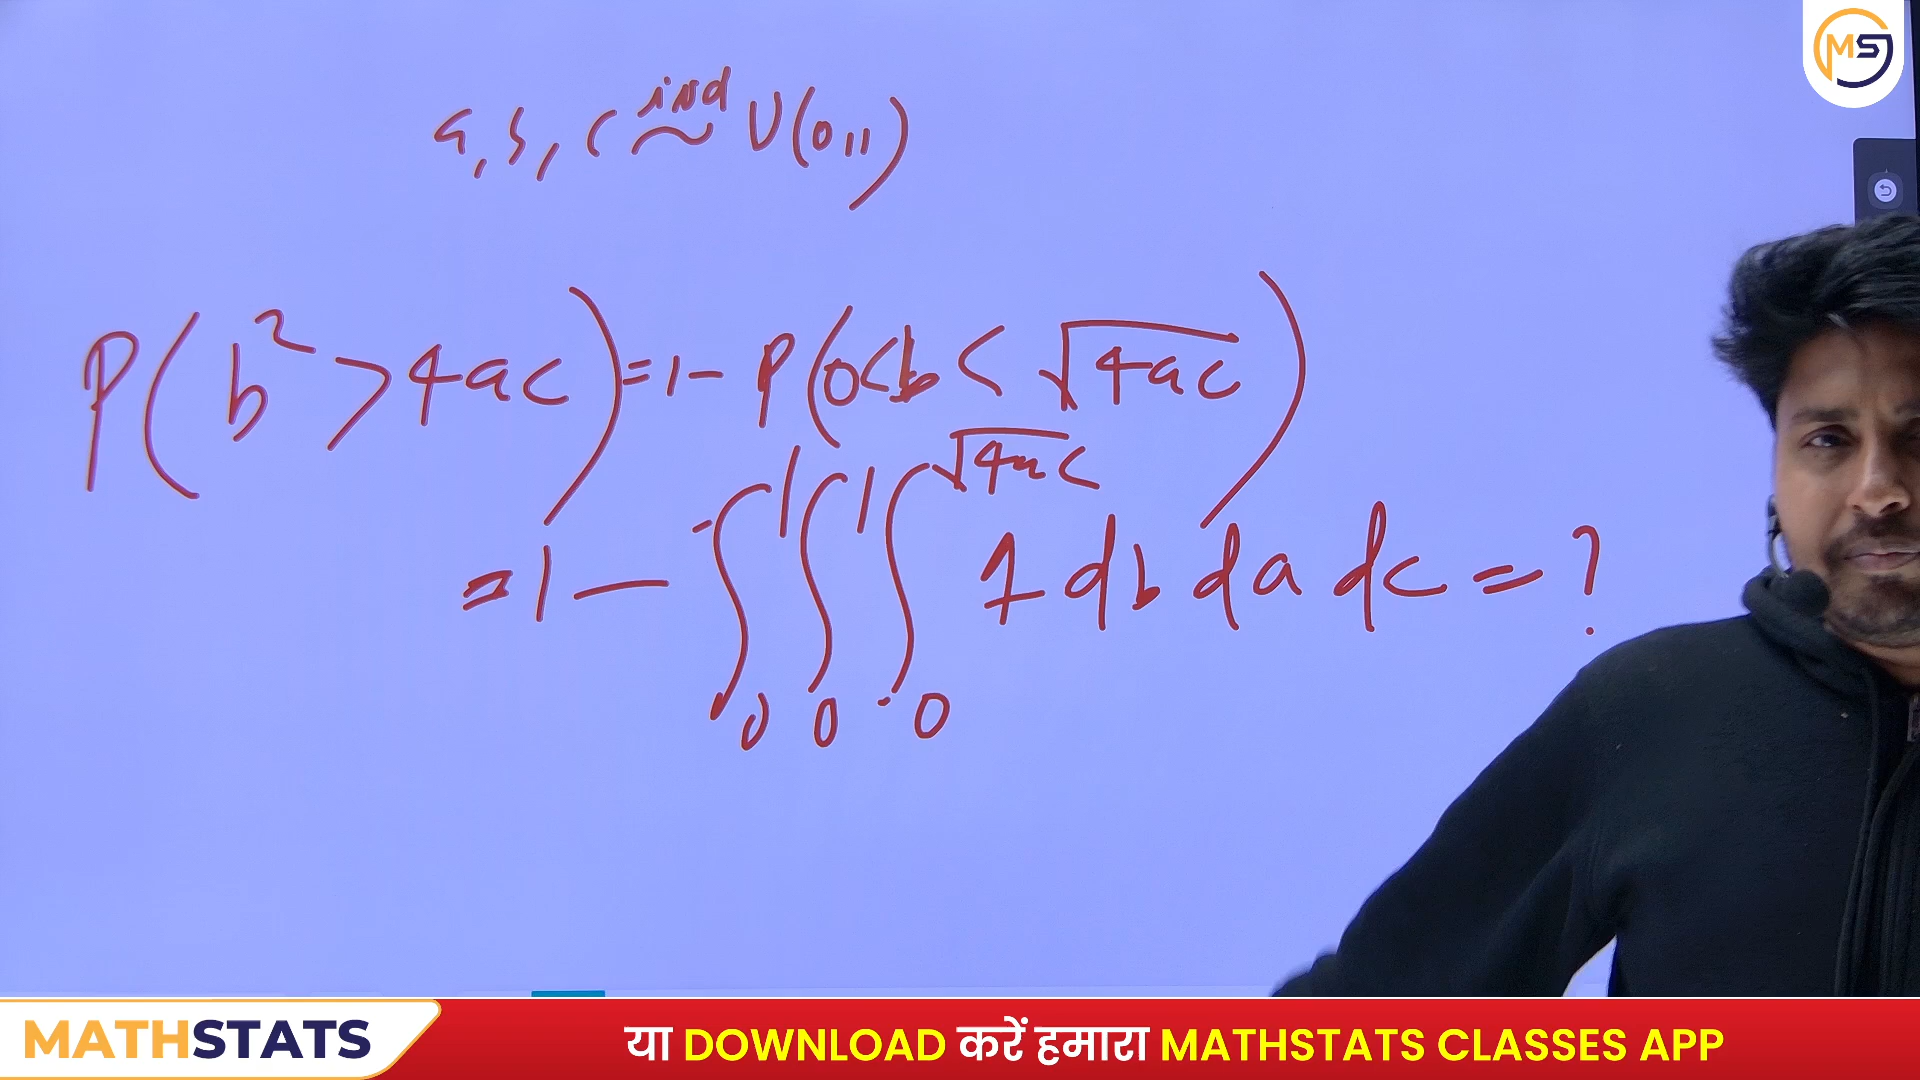 MS
a, b, c ind ~ U(0,1)
P(b² > 4ac) = 1 - P(0 < b < √4ac)
= 1 - ∫₀¹ ∫₀¹ ∫₀^√4ac 1 db da dc = ?
MATHSTATS
या DOWNLOAD करें हमारा MATHSTATS CLASSES APP